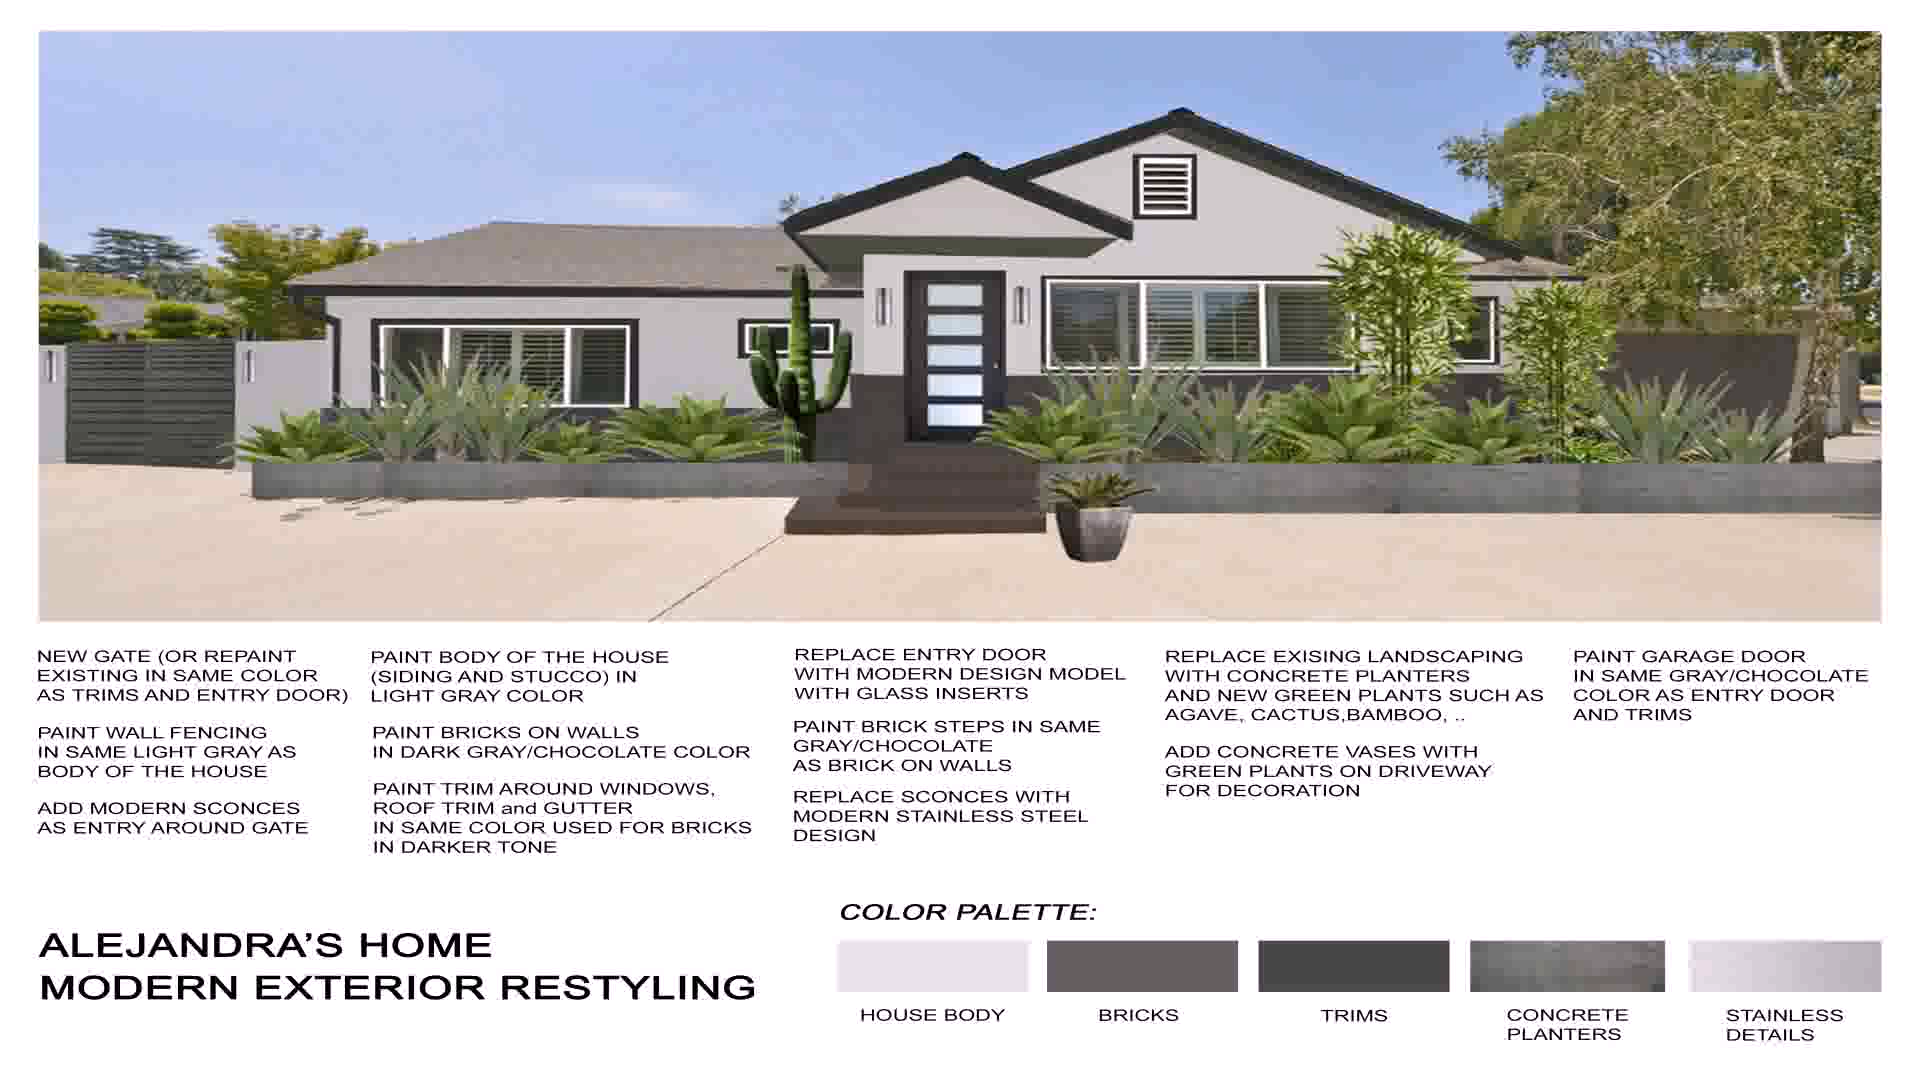 NEW GATE (OR REPAINT
EXISTING IN SAME COLOR
AS TRIMS AND ENTRY DOOR)
PAINT WALL FENCING
IN SAME LIGHT GRAY AS
BODY OF THE HOUSE
ADD MODERN SCONCES
AS ENTRY AROUND GATE
PAINT BODY OF THE HOUSE
(SIDING AND STUCCO) IN
LIGHT GRAY COLOR
PAINT BRICKS ON WALLS
IN DARK GRAY/CHOCOLATE COLOR
PAINT TRIM AROUND WINDOWS,
ROOF TRIM and GUTTER
IN SAME COLOR USED FOR BRICKS
IN DARKER TONE
REPLACE ENTRY DOOR
WITH MODERN DESIGN MODEL
WITH GLASS INSERTS
PAINT BRICK STEPS IN SAME
GRAY/CHOCOLATE
AS BRICK ON WALLS
REPLACE SCONCES WITH
MODERN STAINLESS STEEL
DESIGN
REPLACE EXISING LANDSCAPING
WITH CONCRETE PLANTERS
AND NEW GREEN PLANTS SUCH AS
AGAVE, CACTUS,BAMBOO, ..
ADD CONCRETE VASES WITH
GREEN PLANTS ON DRIVEWAY
FOR DECORATION
PAINT GARAGE DOOR
IN SAME GRAY/CHOCOLATE
COLOR AS ENTRY DOOR
AND TRIMS
ALEJANDRA'S HOME
MODERN EXTERIOR RESTYLING
COLOR PALETTE:
HOUSE BODY
BRICKS
TRIMS
CONCRETE
PLANTERS
STAINLESS
DETAILS